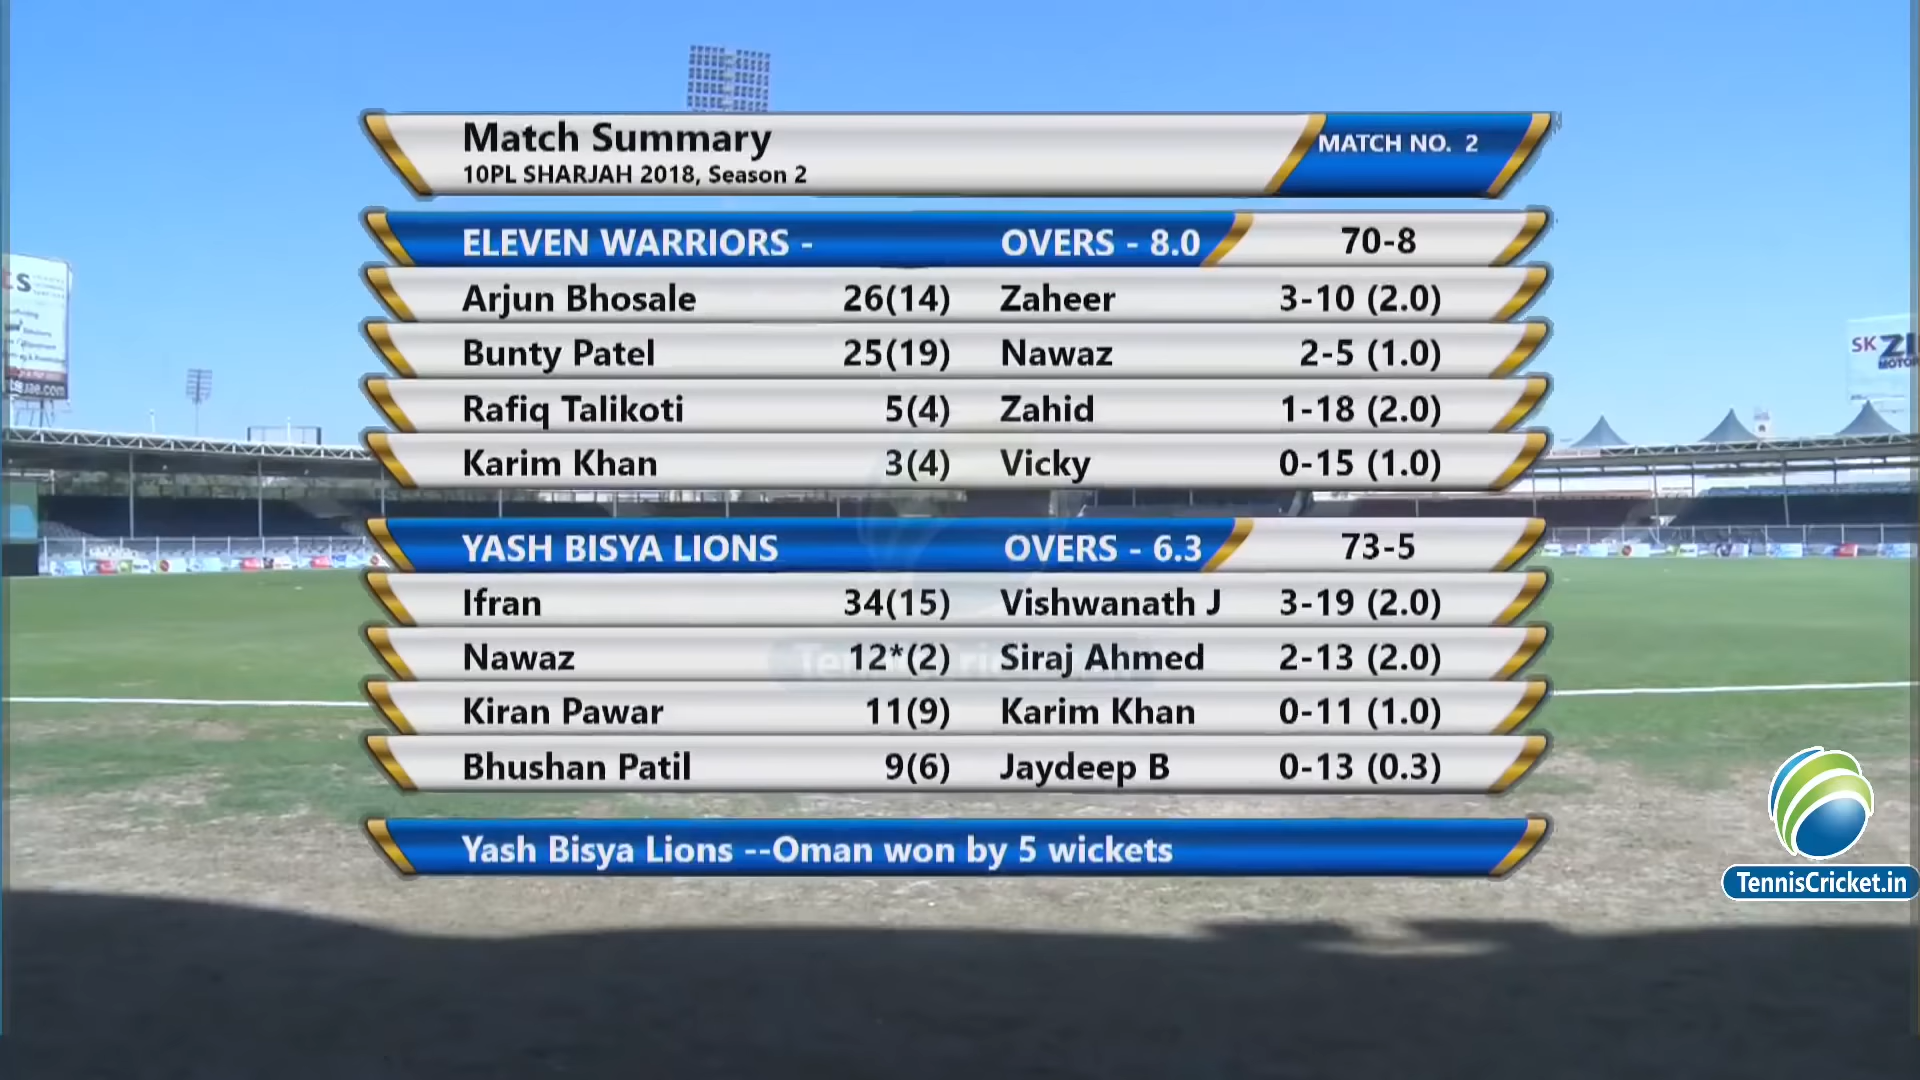 Match Summary
10PL SHARJAH 2018, Season 2
MATCH NO. 2
ELEVEN WARRIORS - OVERS - 8.0 70-8
Arjun Bhosale 26(14) Zaheer 3-10 (2.0)
Bunty Patel 25(19) Nawaz 2-5 (1.0)
Rafiq Talikoti 5(4) Zahid 1-18 (2.0)
Karim Khan 3(4) Vicky 0-15 (1.0)
YASH BISYA LIONS OVERS - 6.3 73-5
Ifran 34(15) Vishwanath J 3-19 (2.0)
Nawaz 12*(2) Siraj Ahmed 2-13 (2.0)
Kiran Pawar 11(9) Karim Khan 0-11 (1.0)
Bhushan Patil 9(6) Jaydeep B 0-13 (0.3)
Yash Bisya Lions --Oman won by 5 wickets
TennisCricket.in
SK